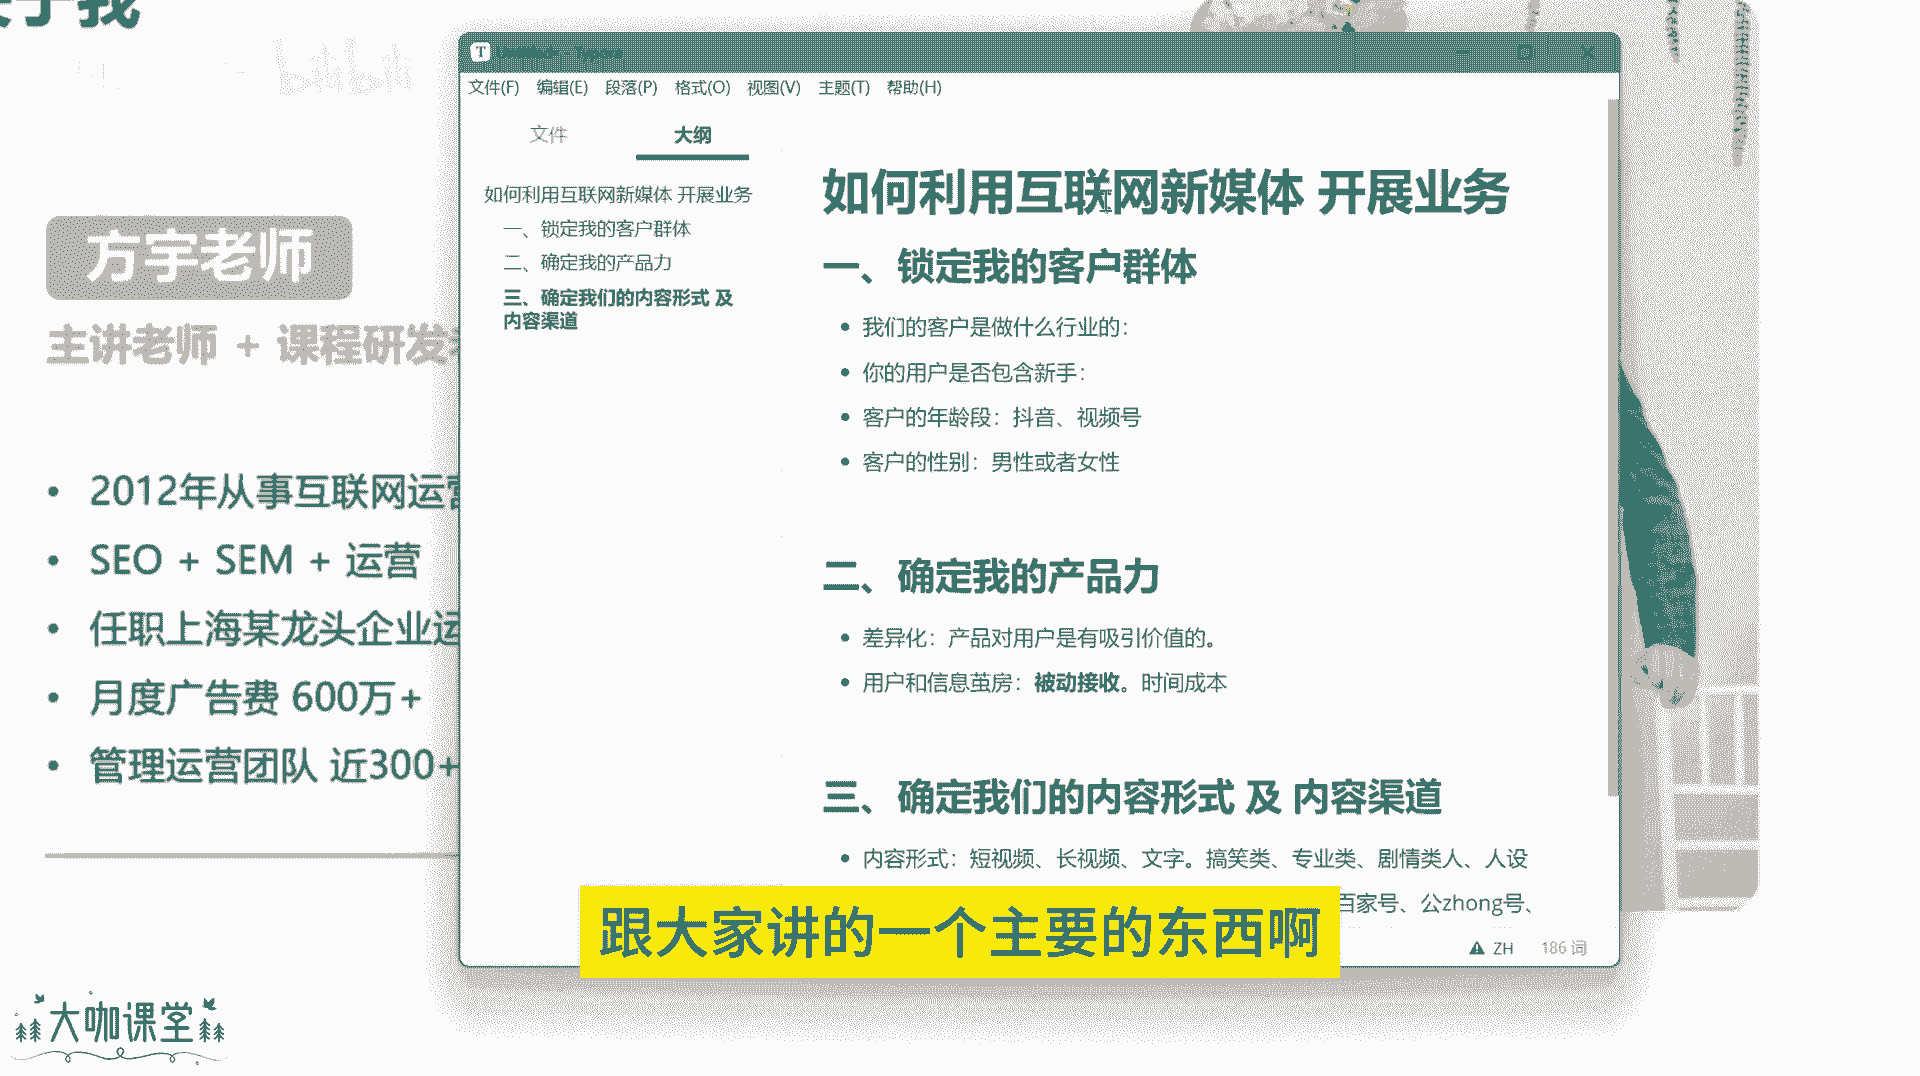 于我
bilibili
方宇老师
主讲老师 + 课程研发
• 2012年从事互联网运营
• SEO + SEM + 运营
• 任职上海某龙头企业运
• 月度广告费 600万+
• 管理运营团队 近300+
大咖课堂
文件(F) 编辑(E) 段落(P) 格式(O) 视图(V) 主题(T) 帮助(H)
文件 大纲
如何利用互联网新媒体 开展业务
一、锁定我的客户群体
二、确定我的产品力
三、确定我们的内容形式 及
内容渠道
如何利用互联网新媒体 开展业务
一、锁定我的客户群体
• 我们的客户是做什么行业的：
• 你的用户是否包含新手：
• 客户的年龄段：抖音、视频号
• 客户的性别：男性或者女性
二、确定我的产品力
• 差异化：产品对用户是有吸引价值的。
• 用户和信息茧房：被动接收。时间成本
三、确定我们的内容形式 及 内容渠道
• 内容形式：短视频、长视频、文字。搞笑类、专业类、剧情类人、人设
百家号、公zhong号、
ZH 186 词
跟大家讲的一个主要的东西啊